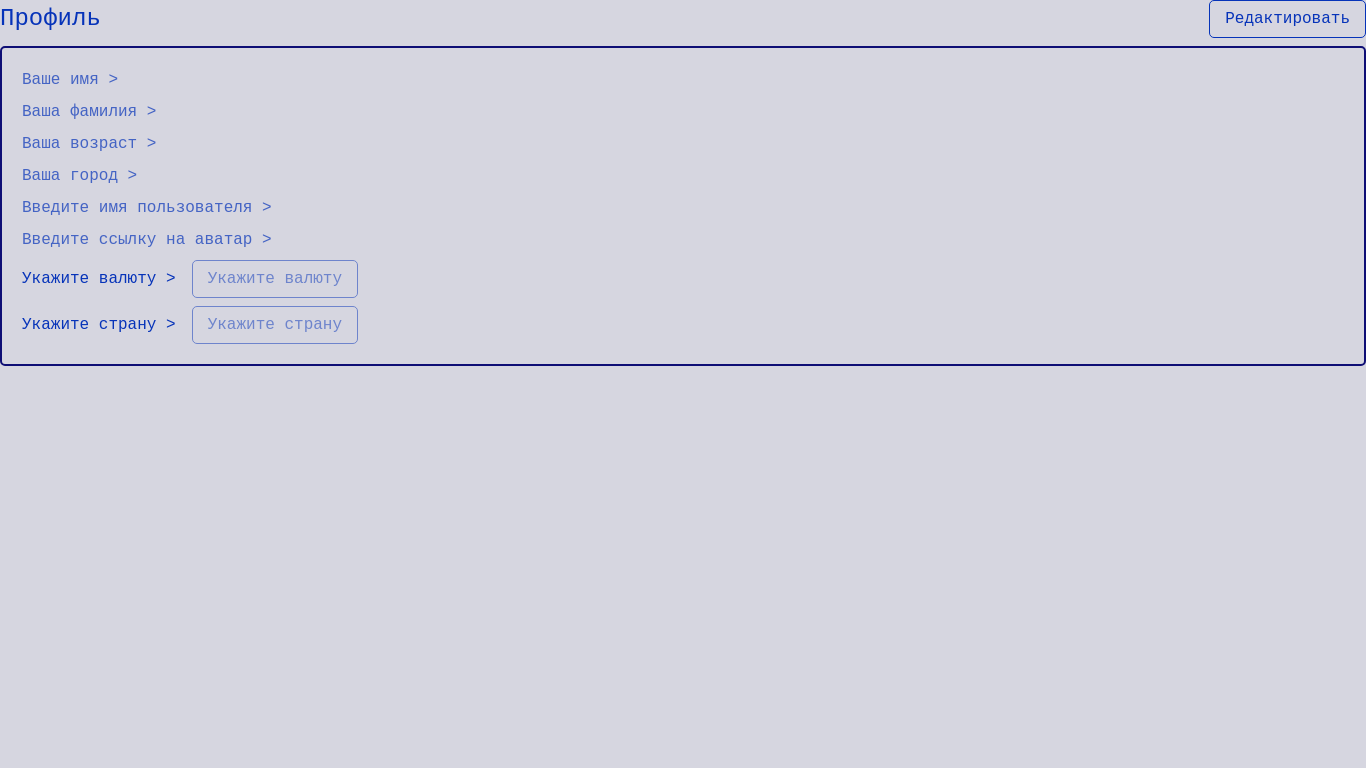 Профиль
Редактировать
Ваше имя >
Ваша фамилия >
Ваша возраст >
Ваша город >
Введите имя пользователя >
Введите ссылку на аватар >
Укажите валюту > Укажите валюту
Укажите страну > Укажите страну